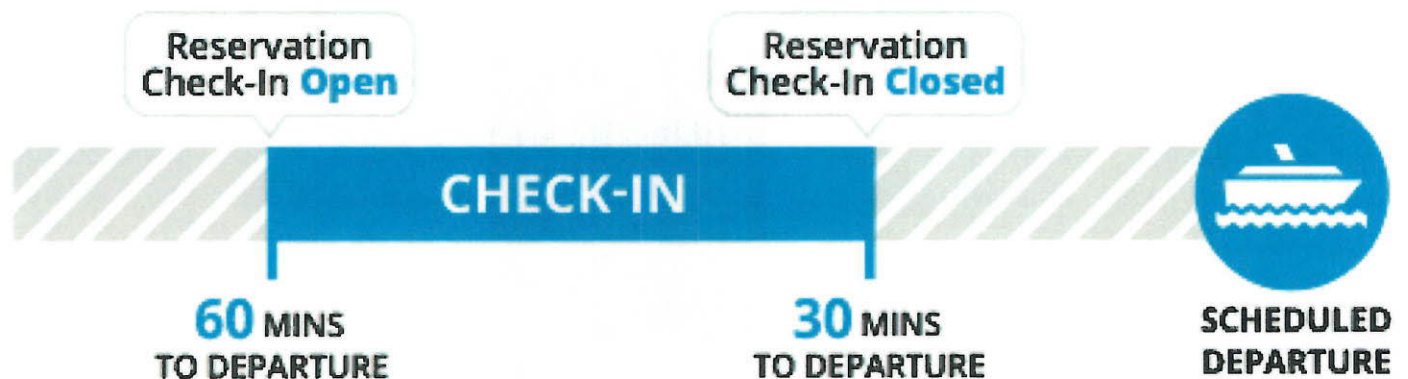 Reservation
Check-In Open
Reservation
Check-In Closed
CHECK-IN
60 MINS
TO DEPARTURE
30 MINS
TO DEPARTURE
SCHEDULED
DEPARTURE